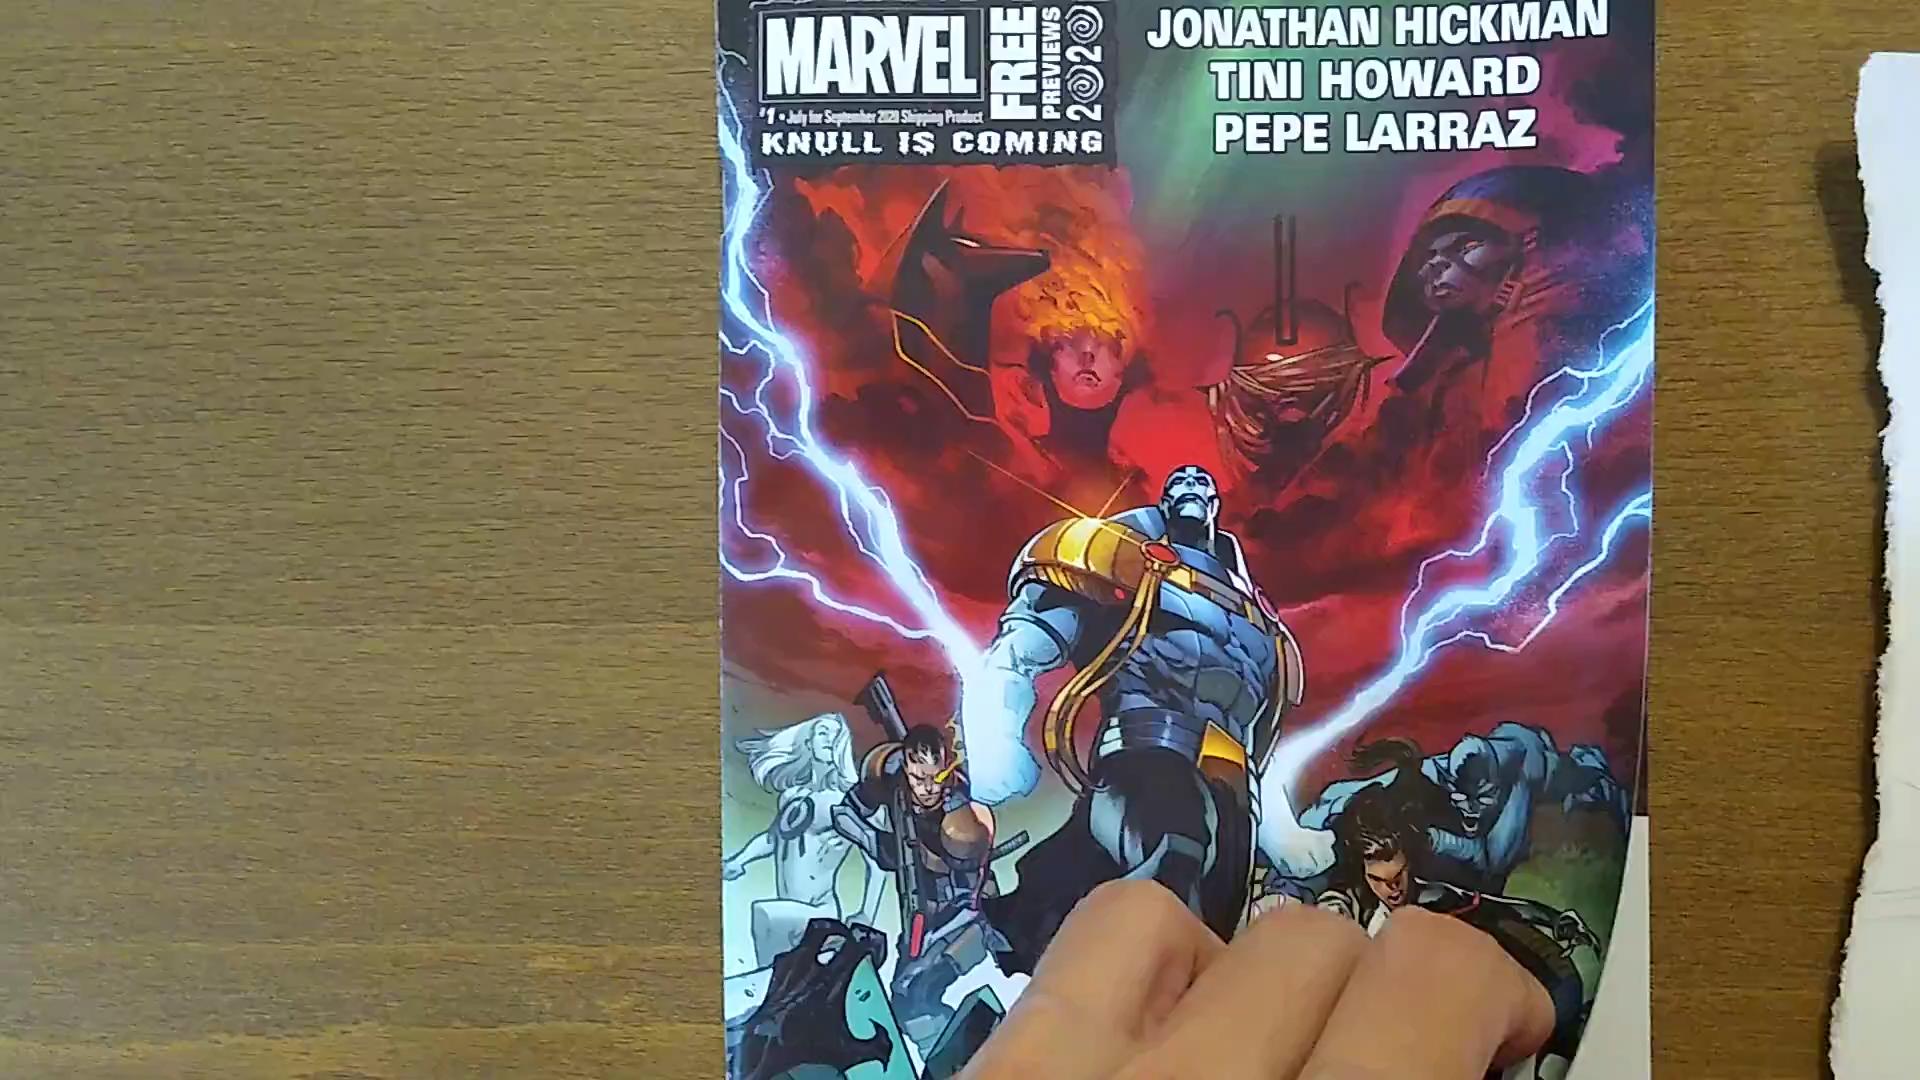 MARVEL
FREE
PREVIEWS
2020
#1 • July for September 2020 Shipping Product
KNULL IS COMING
JONATHAN HICKMAN
TINI HOWARD
PEPE LARRAZ